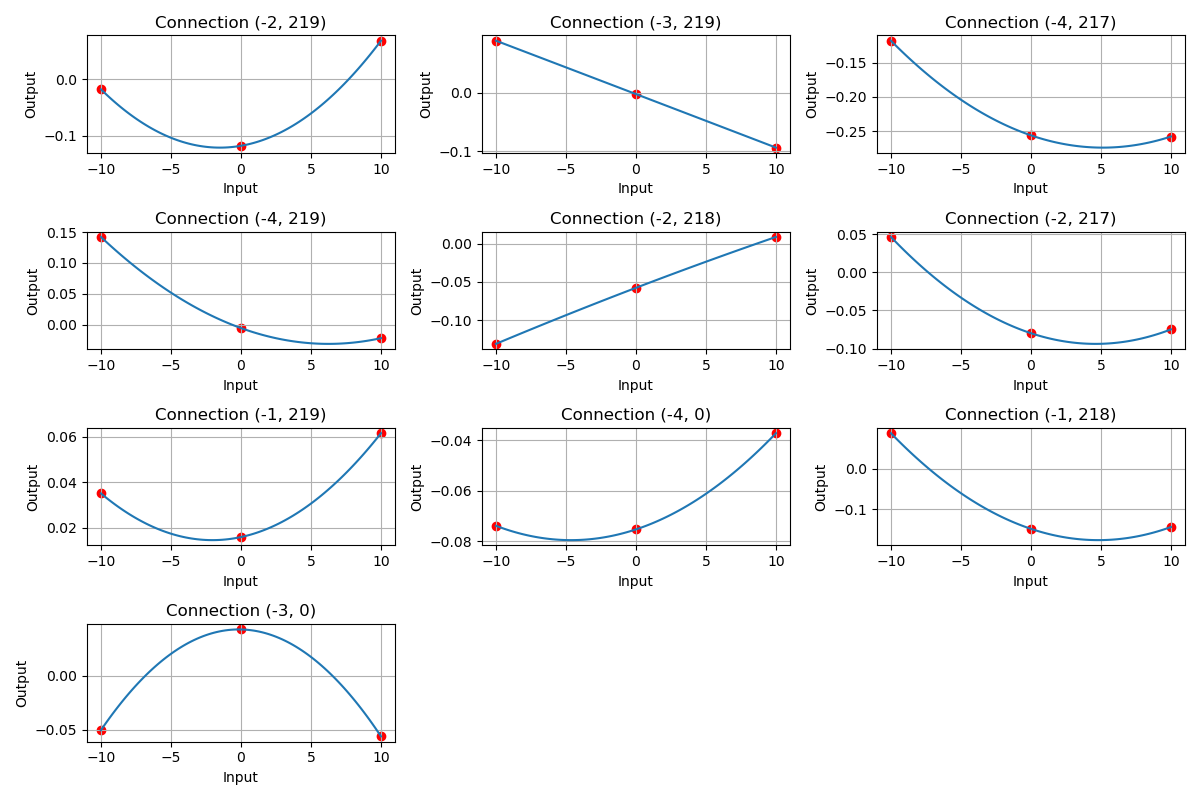 Connection (-2, 219)
Output
0.0
−0.1
−10 −5 0 5 10
Input
Connection (-3, 219)
Output
0.0
−0.1
−10 −5 0 5 10
Input
Connection (-4, 217)
Output
−0.15
−0.20
−0.25
−10 −5 0 5 10
Input
Connection (-4, 219)
Output
0.15
0.10
0.05
0.00
−10 −5 0 5 10
Input
Connection (-2, 218)
Output
0.00
−0.05
−0.10
−10 −5 0 5 10
Input
Connection (-2, 217)
Output
0.05
0.00
−0.05
−0.10
−10 −5 0 5 10
Input
Connection (-1, 219)
Output
0.06
0.04
0.02
−10 −5 0 5 10
Input
Connection (-4, 0)
Output
−0.04
−0.06
−0.08
−10 −5 0 5 10
Input
Connection (-1, 218)
Output
0.0
−0.1
−10 −5 0 5 10
Input
Connection (-3, 0)
Output
0.00
−0.05
−10 −5 0 5 10
Input